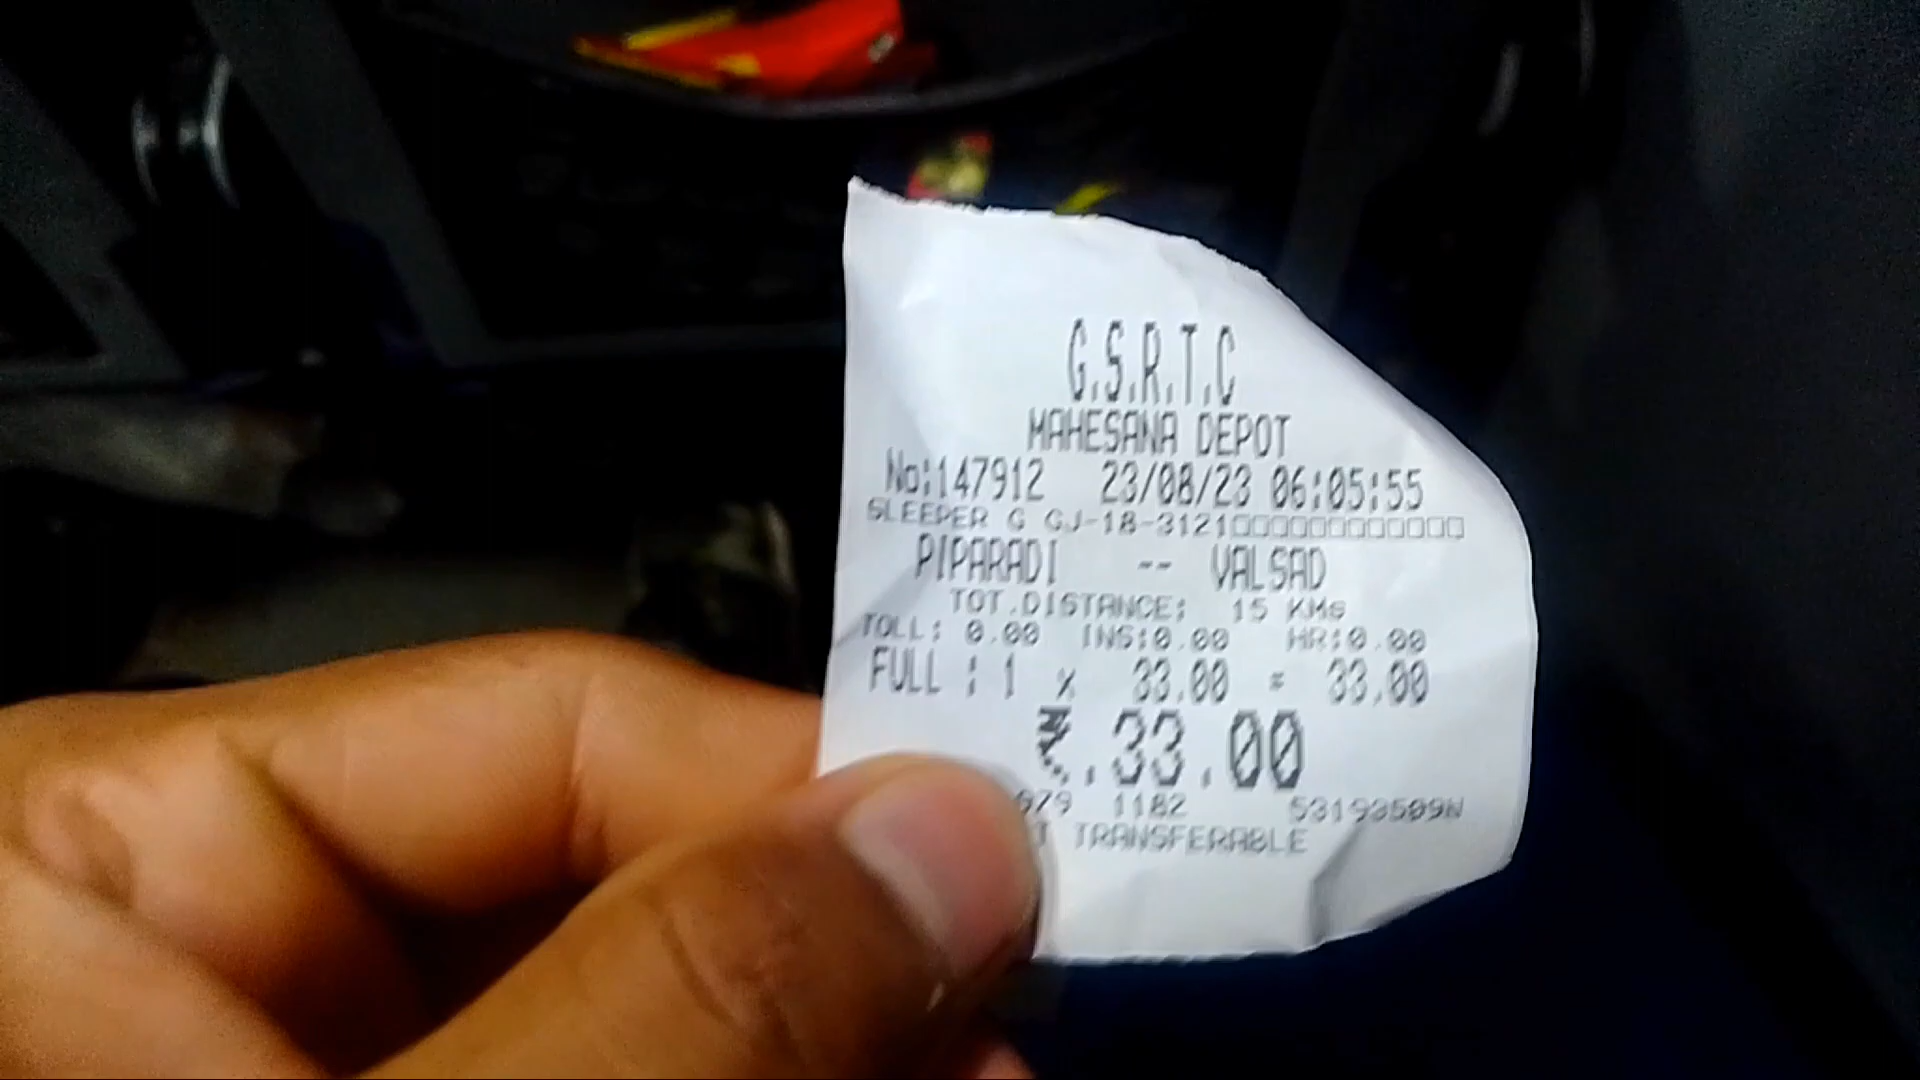 G.S.R.T.C
MAHESANA DEPOT
No:147912 23/08/23 06:05:55
SLEEPER G GJ-18-3121
PIPARADI -- VALSAD
TOT.DISTANCE: 15 KMs
TOLL: 0.00 INS:0.00 HR:0.00
FULL : 1 x 33.00 = 33.00
₹.33.00
1182 53193509N
TRANSFERABLE